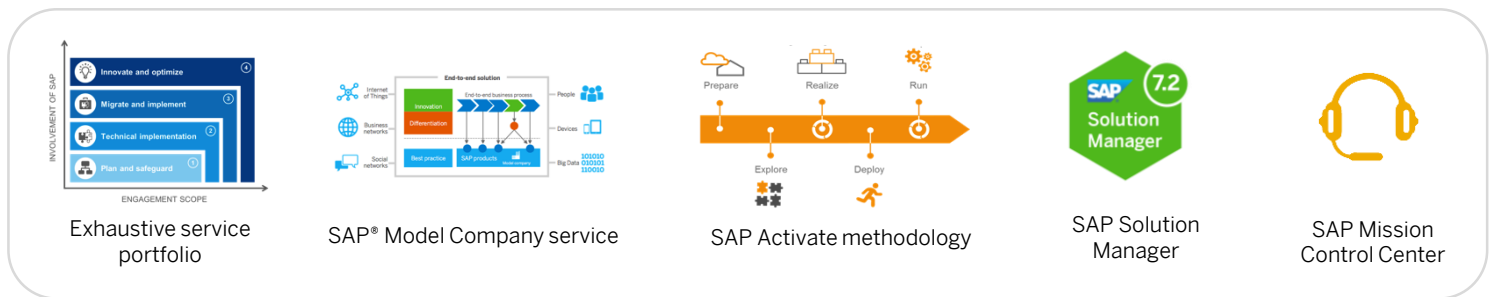 INVOLVEMENT OF SAP
Innovate and optimize
4
Migrate and implement
3
Technical implementation
2
Plan and safeguard
1
ENGAGEMENT SCOPE
Exhaustive service
portfolio
End-to-end solution
Internet
of Things
Business
networks
Social
networks
Innovation
Differentiation
Best practice
End-to-end business process
SAP products
Model company
People
Devices
Big Data
101010
010101
110010
SAP® Model Company service
Prepare
Realize
Run
Explore
Deploy
SAP Activate methodology
SAP
7.2
Solution
Manager
SAP Solution
Manager
SAP Mission
Control Center